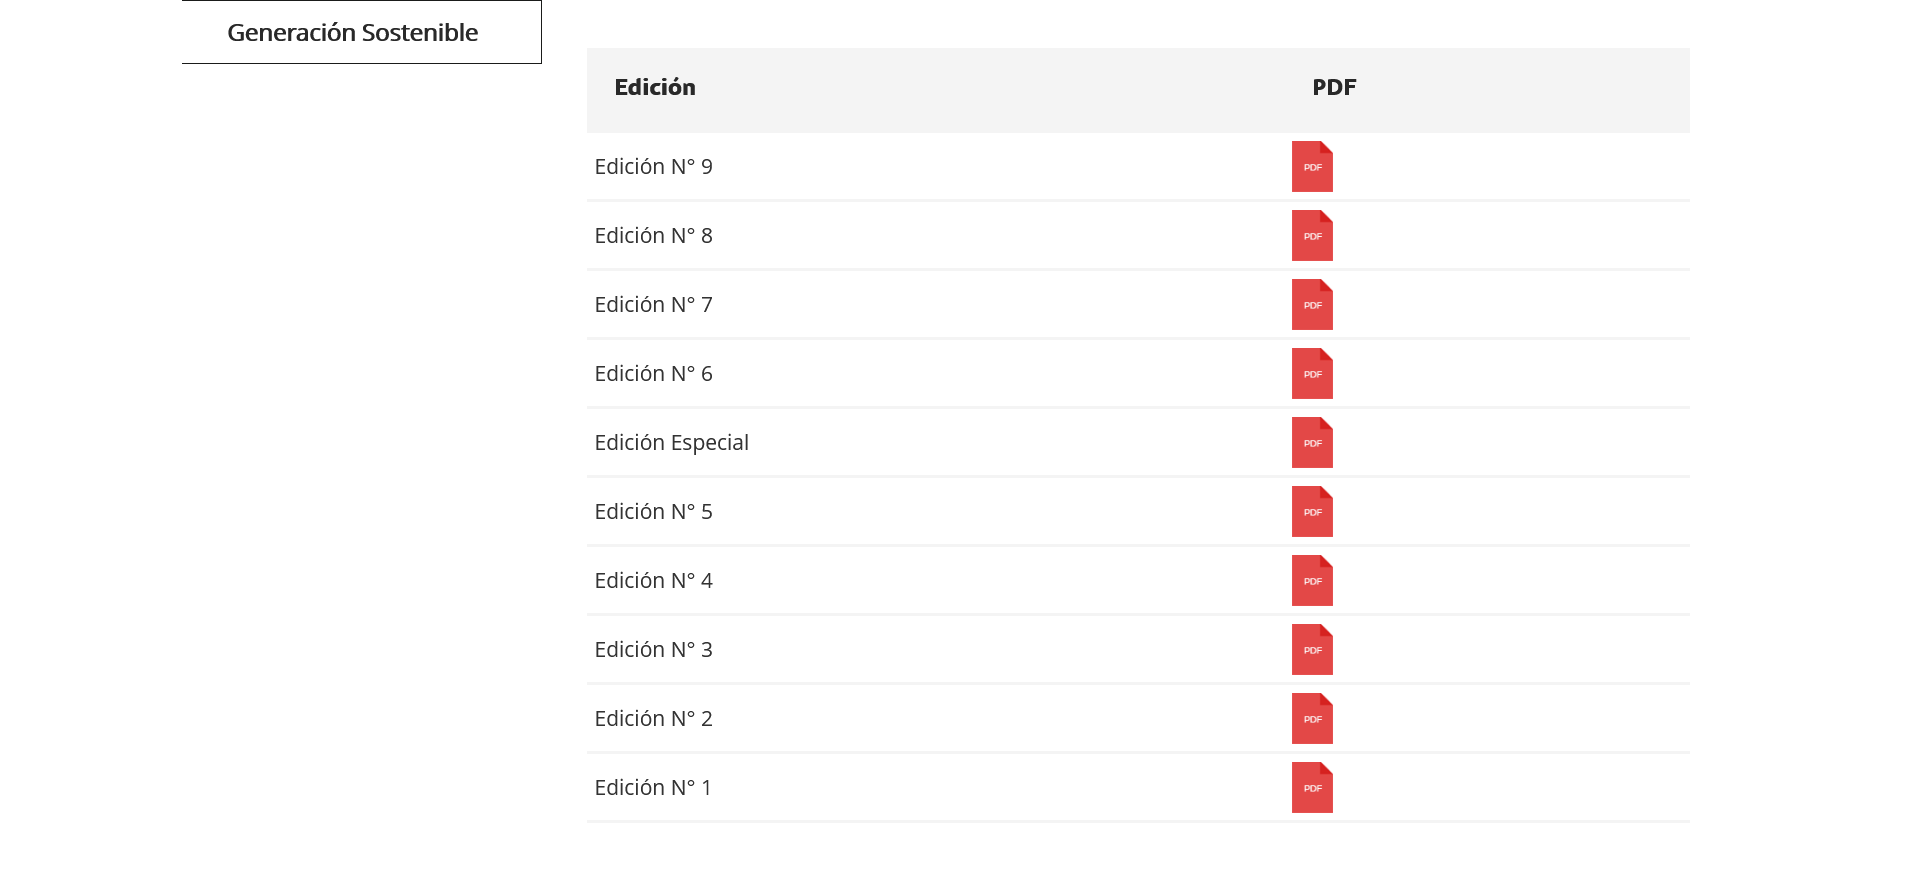 Generación Sostenible
Edición PDF
Edición N° 9 PDF
Edición N° 8 PDF
Edición N° 7 PDF
Edición N° 6 PDF
Edición Especial PDF
Edición N° 5 PDF
Edición N° 4 PDF
Edición N° 3 PDF
Edición N° 2 PDF
Edición N° 1 PDF